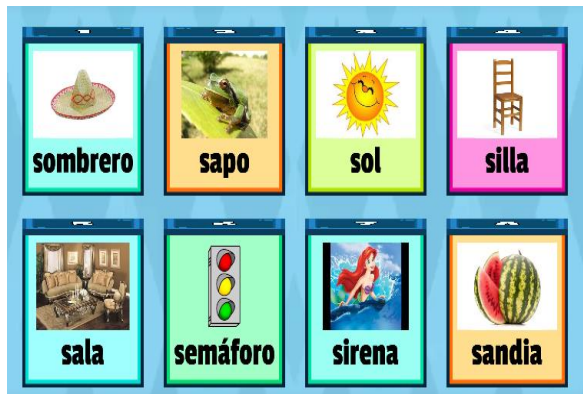 sombrero
sapo
sol
silla
sala
semáforo
sirena
sandia